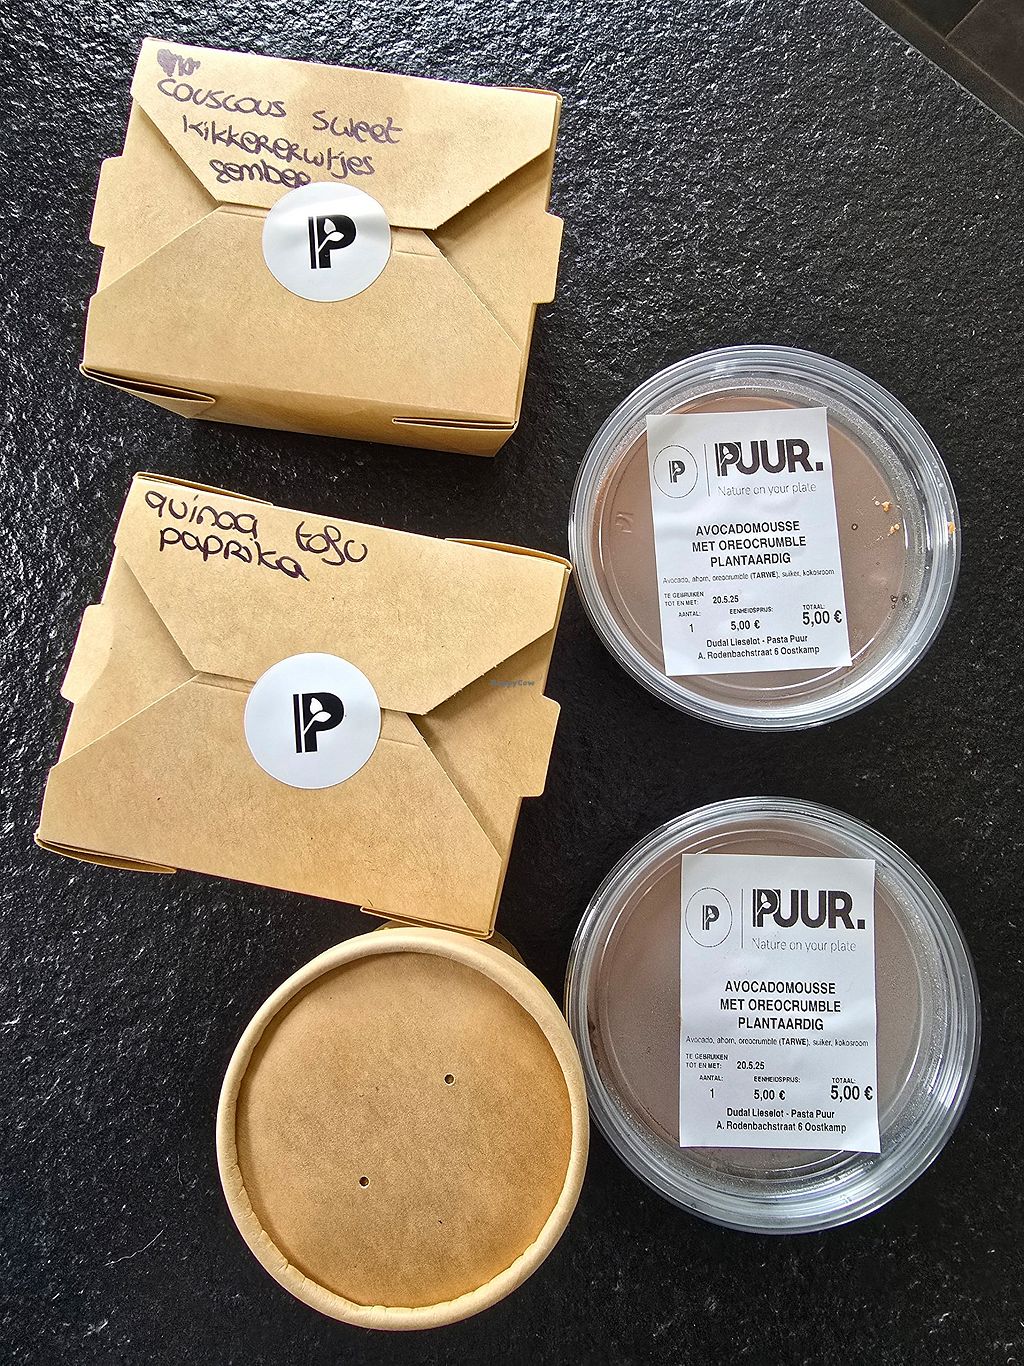 couscous sweet
kikkererwtjes
gember
P
quinoa tofu
paprika
P
P PUUR.
Nature on your plate
AVOCADOMOUSSE
MET OREOCRUMBLE
PLANTAARDIG
Avocado, ahorn, oreocrumble (TARWE), suiker, kokosroom
TE GEBRUIKEN
TOT EN MET: 20.5.25
AANTAL: EENHEIDSPRIJS: TOTAAL:
1 5,00 € 5,00 €
Dudal Lieselot - Pasta Puur
A. Rodenbachstraat 6 Oostkamp
P PUUR.
Nature on your plate
AVOCADOMOUSSE
MET OREOCRUMBLE
PLANTAARDIG
Avocado, ahorn, oreocrumble (TARWE), suiker, kokosroom
TE GEBRUIKEN
TOT EN MET: 20.5.25
AANTAL: EENHEIDSPRIJS: TOTAAL:
1 5,00 € 5,00 €
Dudal Lieselot - Pasta Puur
A. Rodenbachstraat 6 Oostkamp
HappyCow